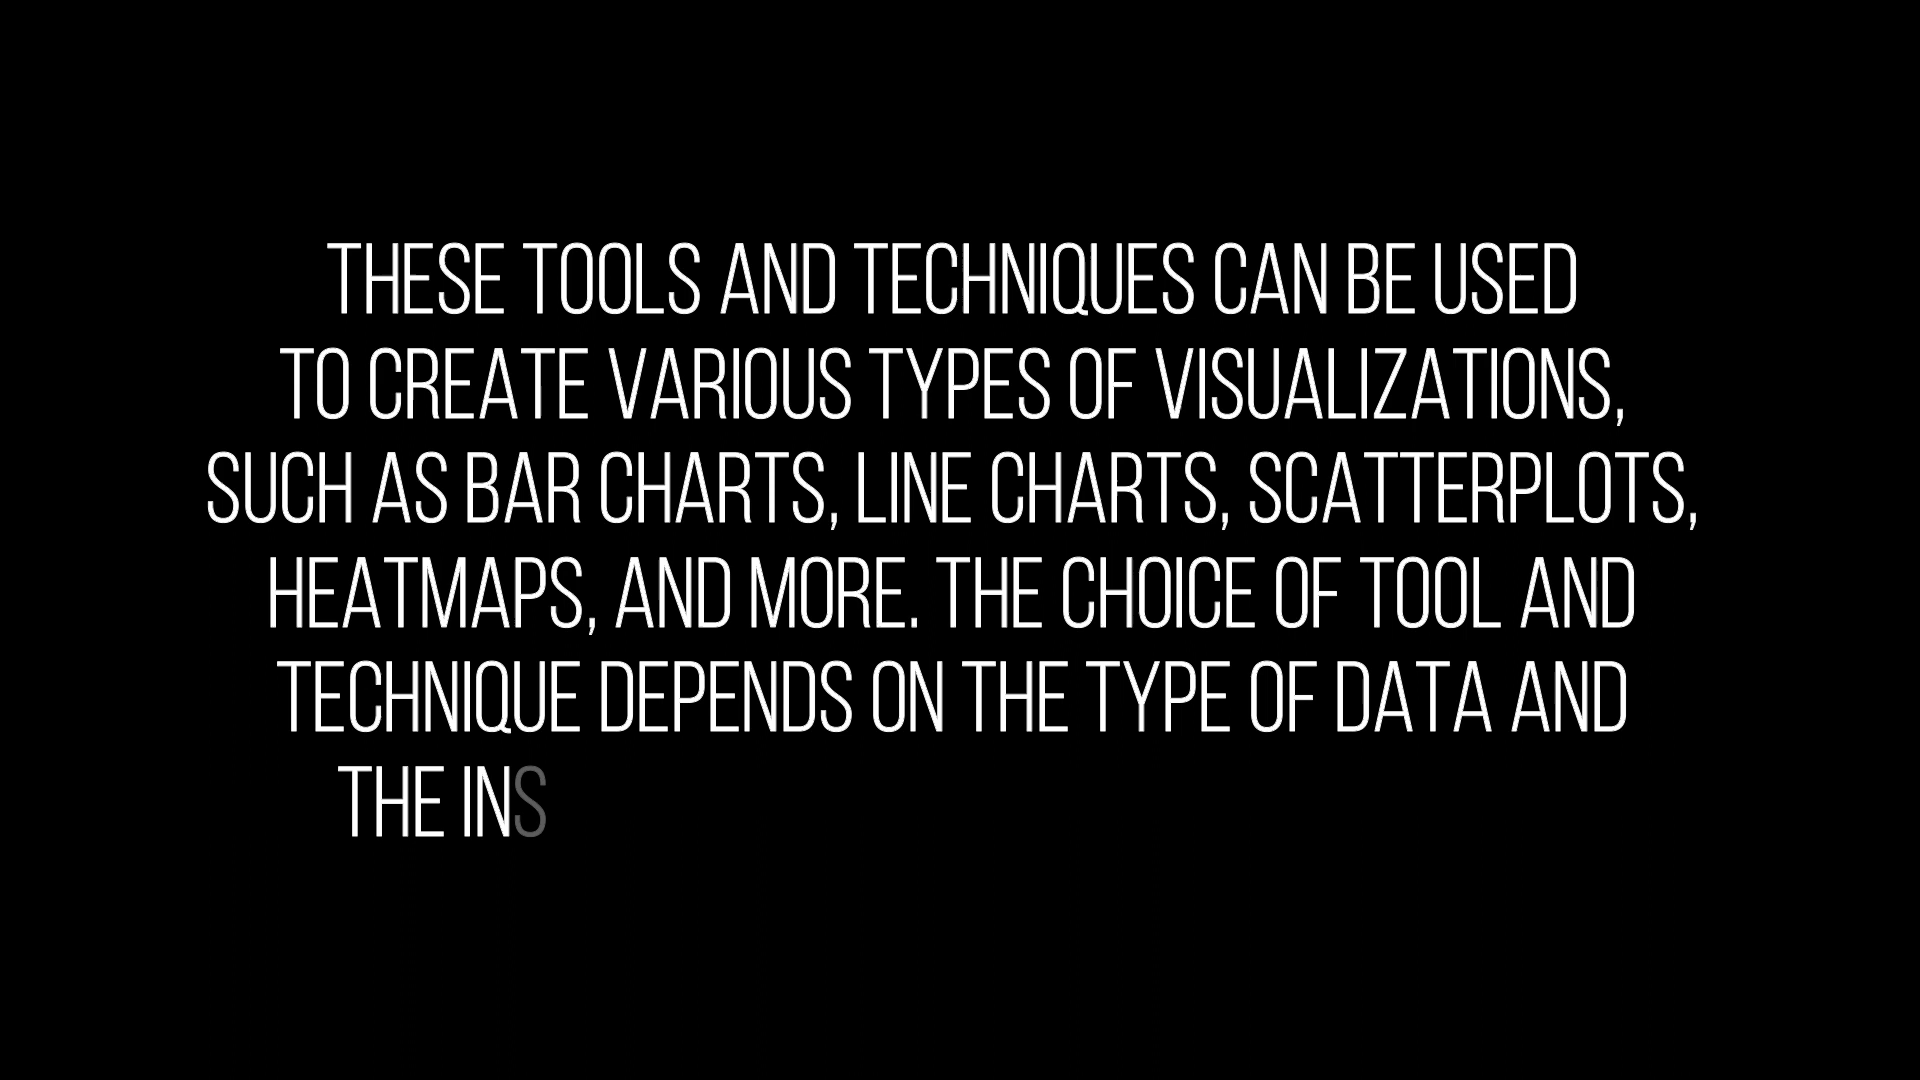 THESE TOOLS AND TECHNIQUES CAN BE USED
TO CREATE VARIOUS TYPES OF VISUALIZATIONS,
SUCH AS BAR CHARTS, LINE CHARTS, SCATTERPLOTS,
HEATMAPS, AND MORE. THE CHOICE OF TOOL AND
TECHNIQUE DEPENDS ON THE TYPE OF DATA AND
THE INS